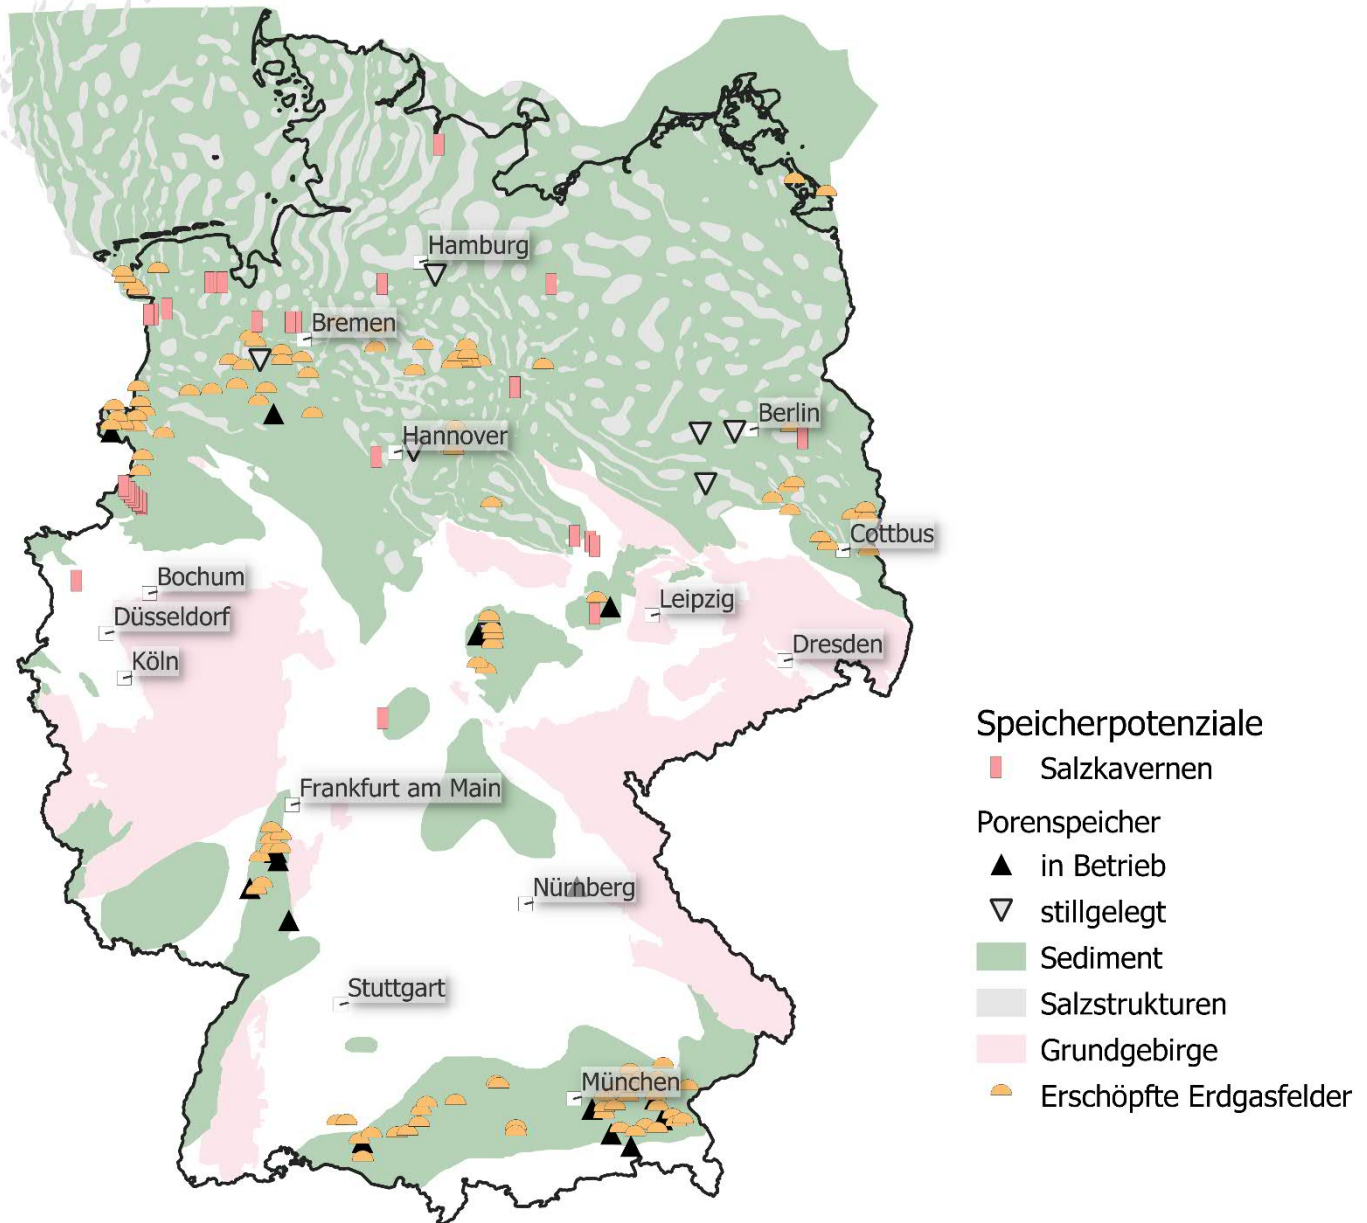 Hamburg
Bremen
Berlin
Hannover
Cottbus
Bochum
Leipzig
Düsseldorf
Dresden
Köln
Frankfurt am Main
Nürnberg
Stuttgart
München
Speicherpotenziale
Salzkavernen
Porenspeicher
in Betrieb
stillgelegt
Sediment
Salzstrukturen
Grundgebirge
Erschöpfte Erdgasfelder